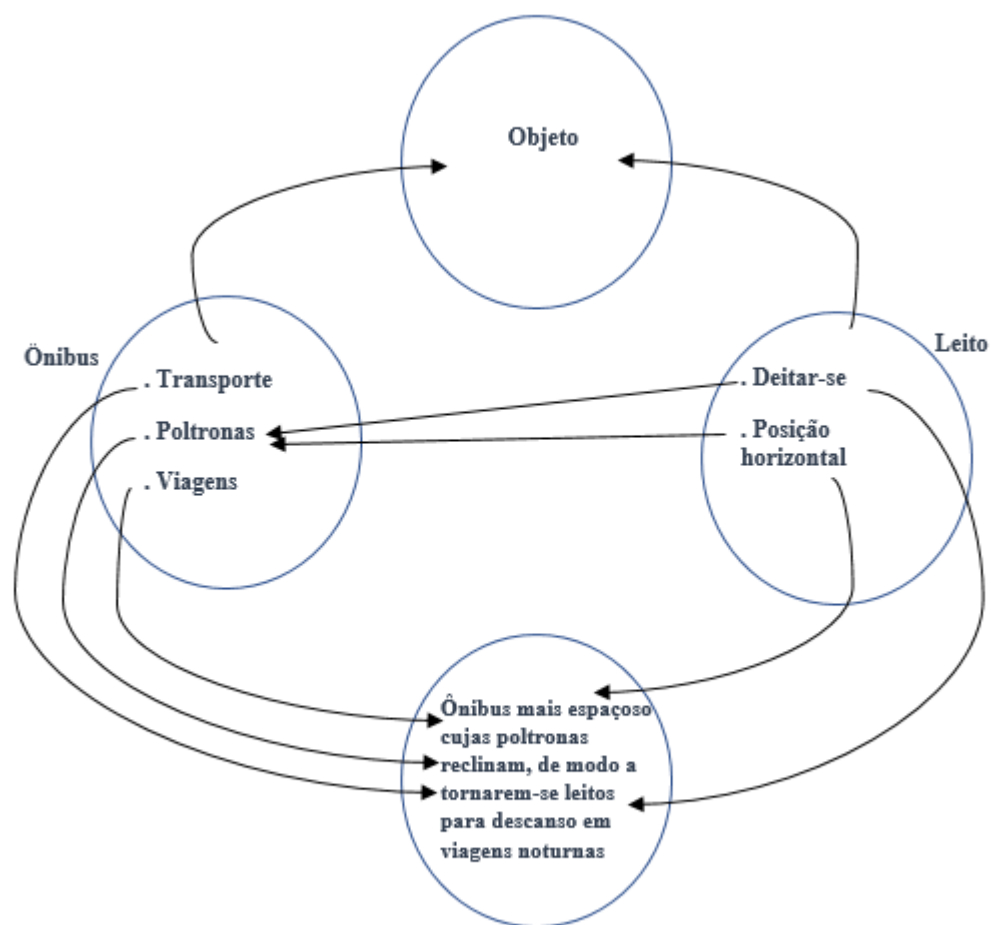 Objeto
Ônibus
. Transporte
. Poltronas
. Viagens
Leito
. Deitar-se
. Posição
horizontal
Ônibus mais espaçoso
cujas poltronas
reclinam, de modo a
tornarem-se leitos
para descanso em
viagens noturnas